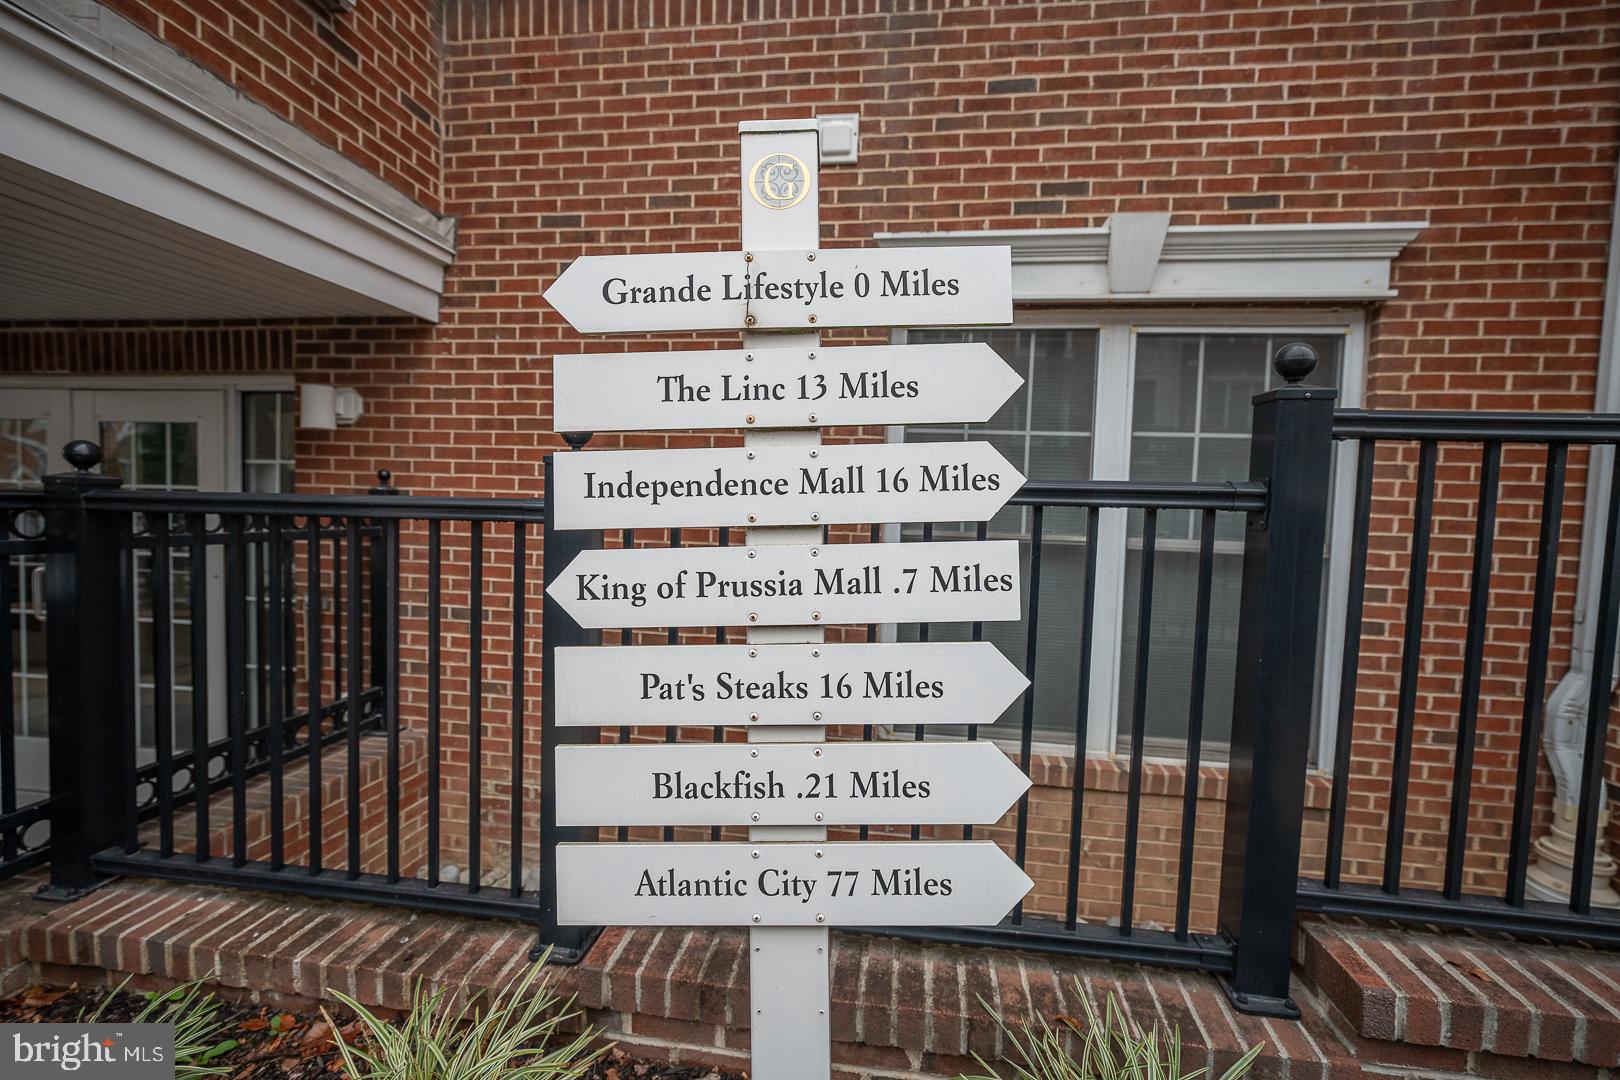 G
Grande Lifestyle 0 Miles
The Linc 13 Miles
Independence Mall 16 Miles
King of Prussia Mall .7 Miles
Pat's Steaks 16 Miles
Blackfish .21 Miles
Atlantic City 77 Miles
bright™ MLS